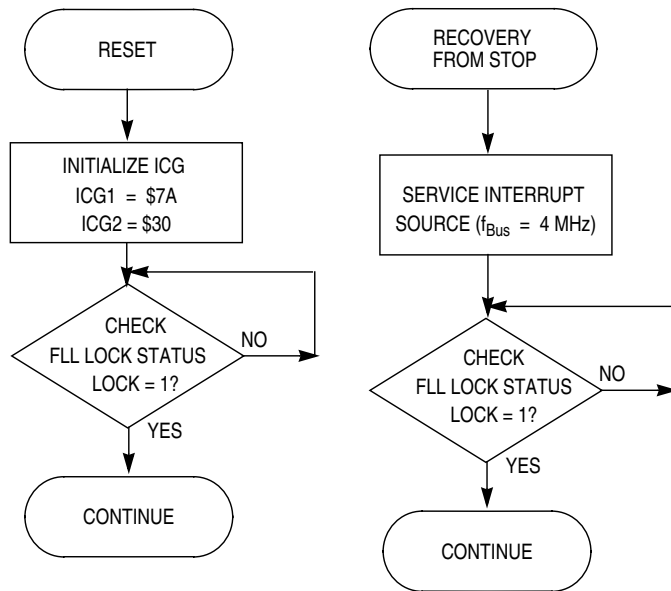 RESET
INITIALIZE ICG
ICG1 = $7A
ICG2 = $30
CHECK
FLL LOCK STATUS
LOCK = 1?
NO
YES
CONTINUE
RECOVERY
FROM STOP
SERVICE INTERRUPT
SOURCE (fBus = 4 MHz)
CHECK
FLL LOCK STATUS
LOCK = 1?
NO
YES
CONTINUE